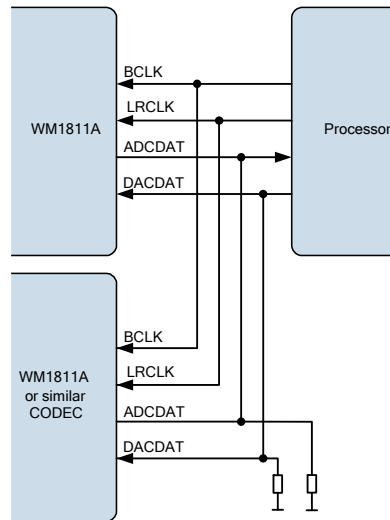 BCLK
LRCLK
WM1811A
Processor
ADCDAT
DACDAT
BCLK
WM1811A
or similar
CODEC
LRCLK
ADCDAT
DACDAT